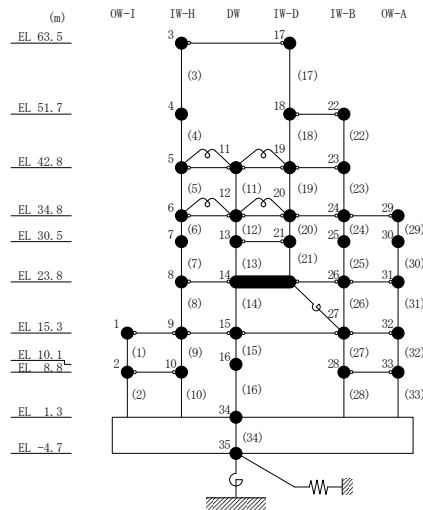 (m) OW-I IW-H DW IW-D IW-B OW-A
EL 63.5 3 17
(3) (17)
EL 51.7 4 18 22
(4) (18) (22)
11 19
EL 42.8 5 23
(5) (11) (19) (23)
12 20
EL 34.8 6 24 29
(6) (12) (20) (24) (29)
EL 30.5 7 13 21 25 30
(7) (13) (21) (25) (30)
EL 23.8 8 14 26 31
(8) (14) (26) (31)
27
EL 15.3 1 9 15 32
(1) (9) (15) (27) (32)
EL 10.1 16
EL 8.8 2 10 28 33
(2) (10) (16) (28) (33)
EL 1.3 34
(34)
EL -4.7 35